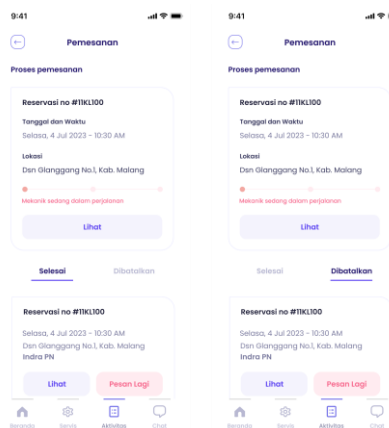 9:41
Pemesanan
Proses pemesanan
Reservasi no #11KL100
Tanggal dan Waktu
Selasa, 4 Jul 2023 - 10:30 AM
Lokasi
Dsn Glanggang No.1, Kab. Malang
Mekanik sedang dalam perjalanan
Lihat
Selesai Dibatalkan
Reservasi no #11KL100
Selasa, 4 Jul 2023 - 10:30 AM
Dsn Glanggang No.1, Kab. Malang
Indra PN
Lihat Pesan Lagi
Beranda Servis Aktivitas Chat
9:41
Pemesanan
Proses pemesanan
Reservasi no #11KL100
Tanggal dan Waktu
Selasa, 4 Jul 2023 - 10:30 AM
Lokasi
Dsn Glanggang No.1, Kab. Malang
Mekanik sedang dalam perjalanan
Lihat
Selesai Dibatalkan
Reservasi no #11KL100
Selasa, 4 Jul 2023 - 10:30 AM
Dsn Glanggang No.1, Kab. Malang
Indra PN
Lihat Pesan Lagi
Beranda Servis Aktivitas Chat